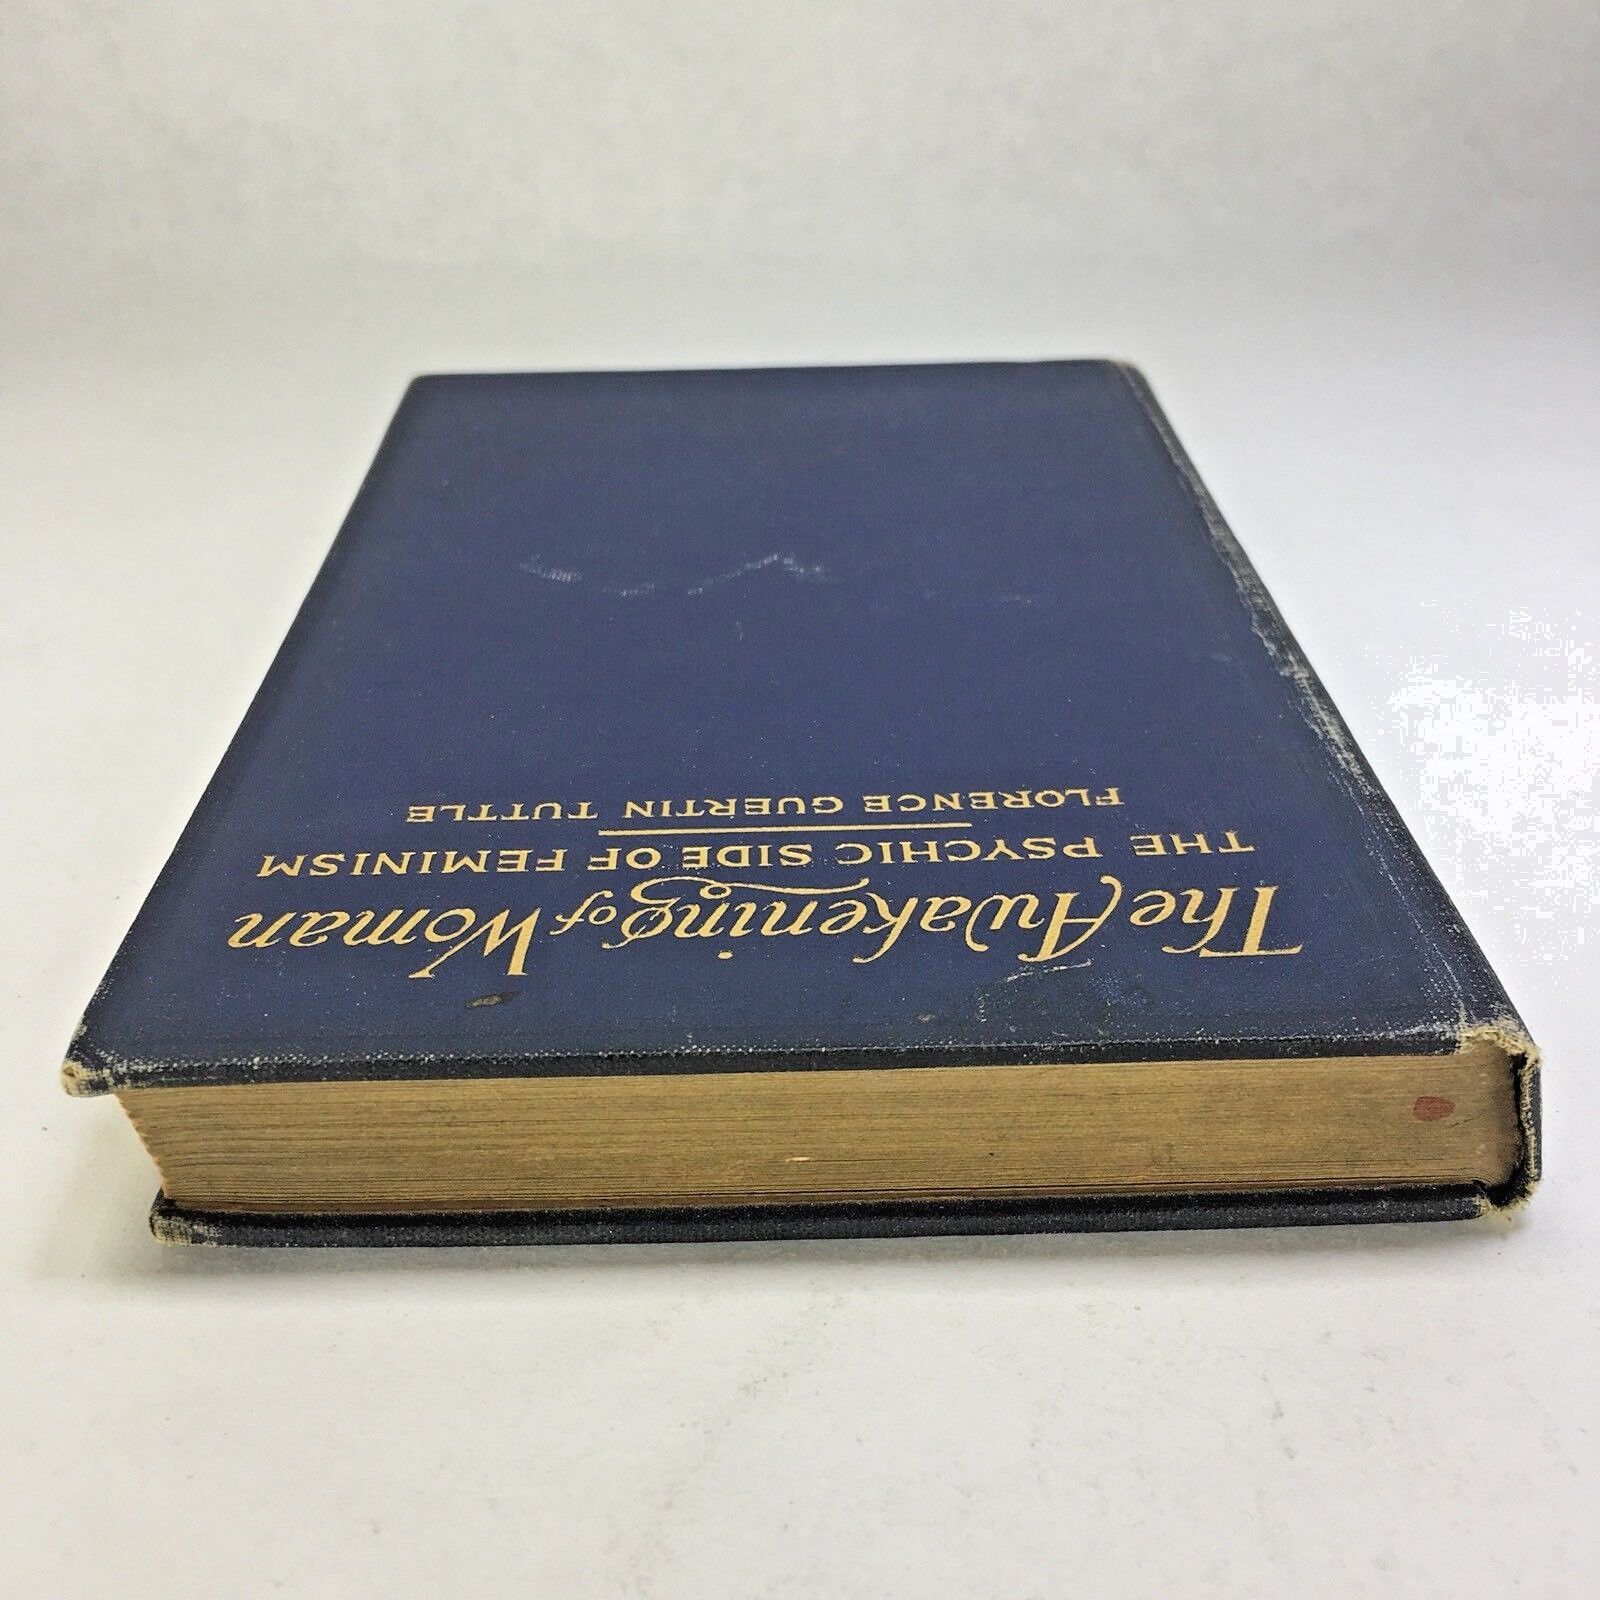 The Awakening of Woman
THE PSYCHIC SIDE OF FEMINISM
FLORENCE GUERTIN TUTTLE